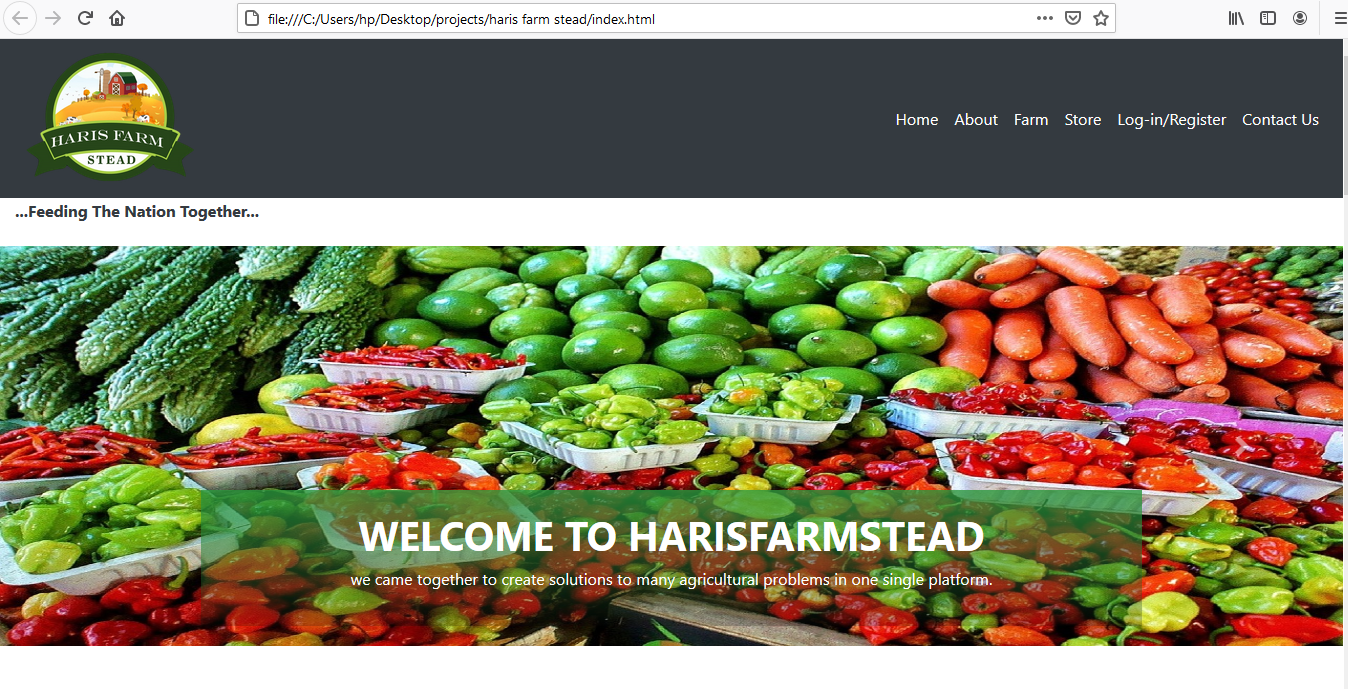 file:///C:/Users/hp/Desktop/projects/haris farm stead/index.html
HARIS FARM
STEAD
Home About Farm Store Log-in/Register Contact Us
...Feeding The Nation Together...
WELCOME TO HARISFARMSTEAD
we came together to create solutions to many agricultural problems in one single platform.